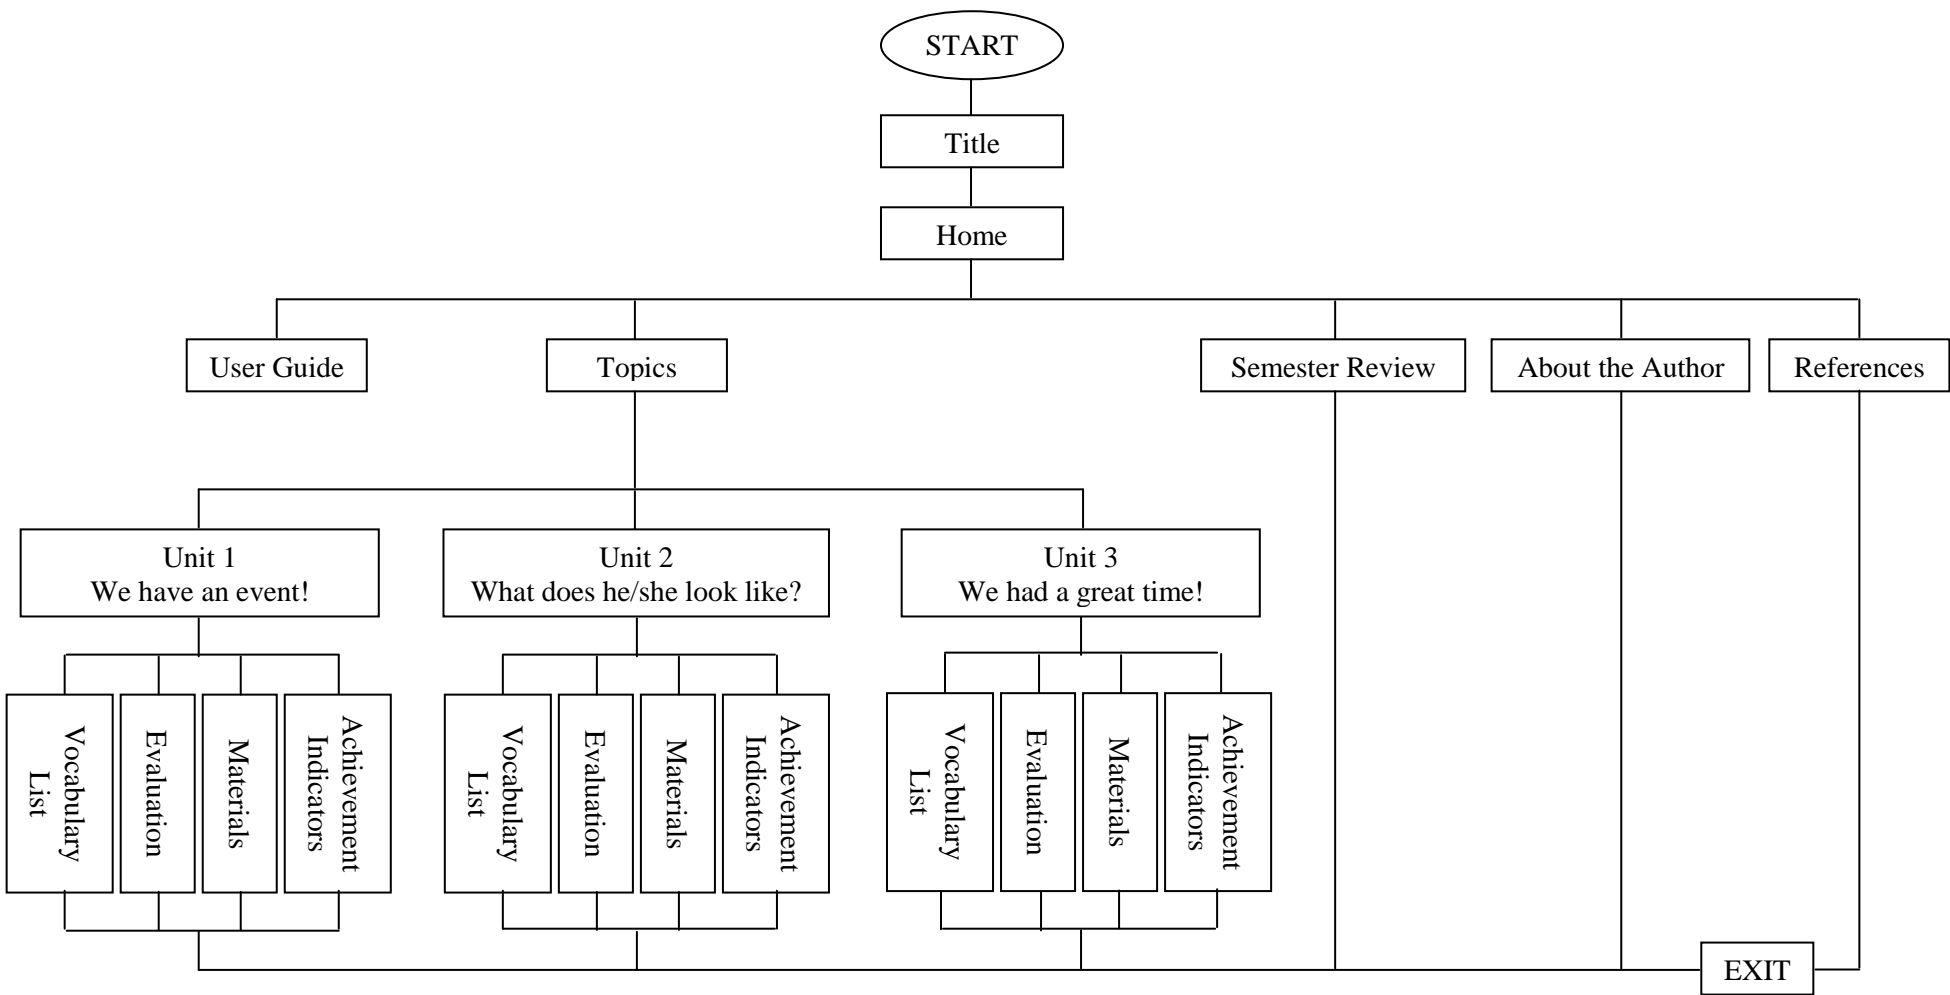 START
Title
Home
User Guide
Topics
Semester Review
About the Author
References
Unit 1
We have an event!
Unit 2
What does he/she look like?
Unit 3
We had a great time!
Vocabulary
List
Evaluation
Materials
Achievement
Indicators
Vocabulary
List
Evaluation
Materials
Achievement
Indicators
Vocabulary
List
Evaluation
Materials
Achievement
Indicators
EXIT